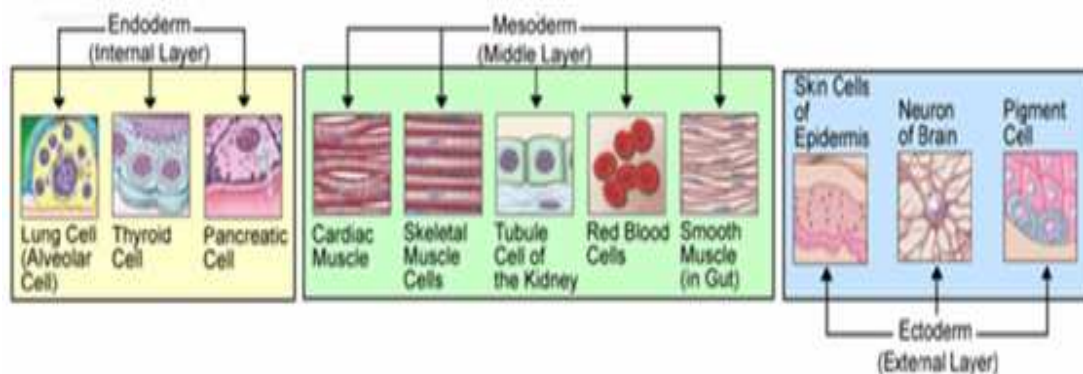 Endoderm
(Internal Layer)
Lung Cell
(Alveolar
Cell)
Thyroid
Cell
Pancreatic
Cell
Mesoderm
(Middle Layer)
Cardiac
Muscle
Skeletal
Muscle
Cells
Tubule
Cell of
the Kidney
Red Blood
Cells
Smooth
Muscle
(in Gut)
Skin Cells
of
Epidermis
Neuron
of Brain
Pigment
Cell
Ectoderm
(External Layer)